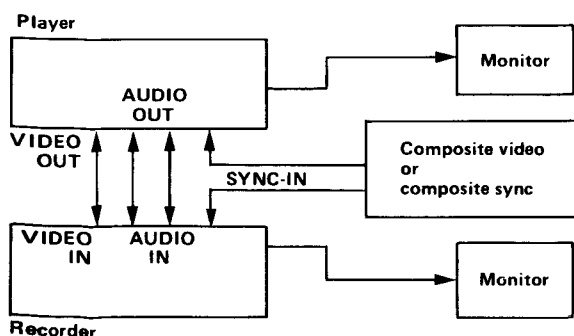 Player
AUDIO
OUT
Monitor
VIDEO
OUT
SYNC-IN
Composite video
or
composite sync
VIDEO
IN
AUDIO
IN
Monitor
Recorder